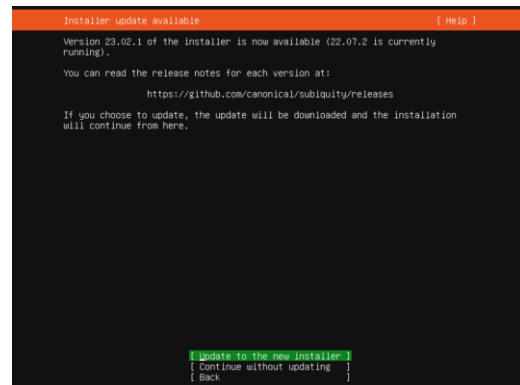 Installer update available [ Help ]
Version 23.02.1 of the installer is now available (22.07.2 is currently
running).
You can read the release notes for each version at:
https://github.com/canonical/subiquity/releases
If you choose to update, the update will be downloaded and the installation
will continue from here.
[ Update to the new installer ]
[ Continue without updating ]
[ Back ]